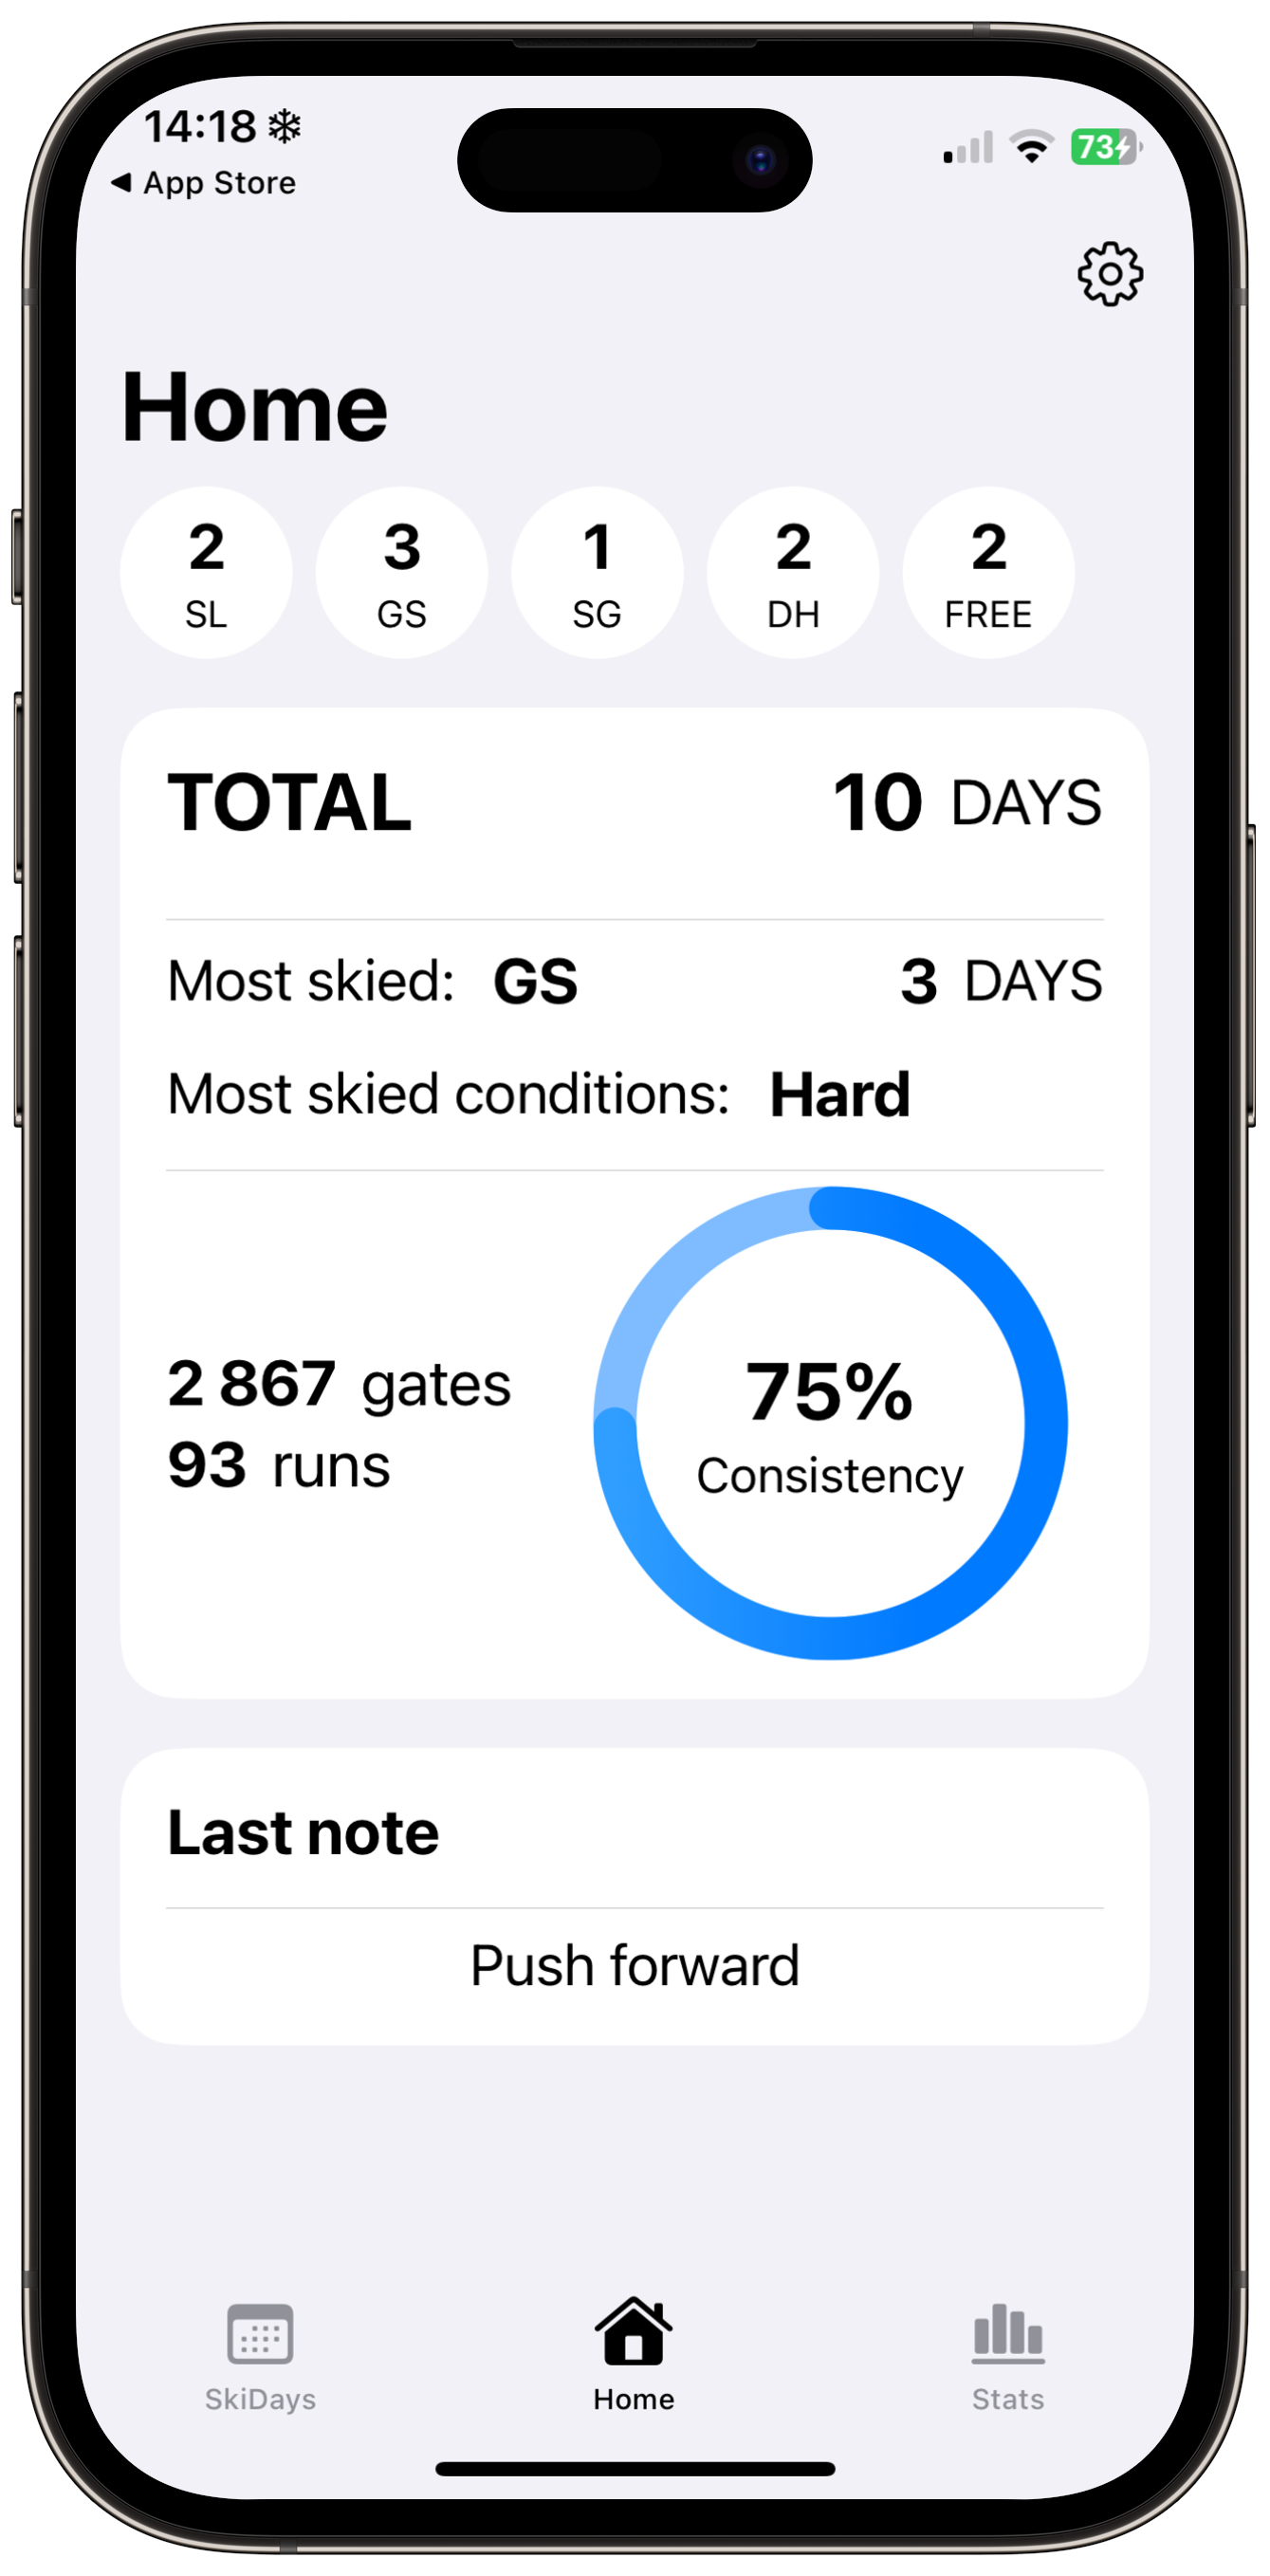 14:18 ❄
◀ App Store
73
Home
2
SL
3
GS
1
SG
2
DH
2
FREE
TOTAL 10 DAYS
Most skied: GS 3 DAYS
Most skied conditions: Hard
2 867 gates
93 runs
75%
Consistency
Last note
Push forward
SkiDays
Home
Stats